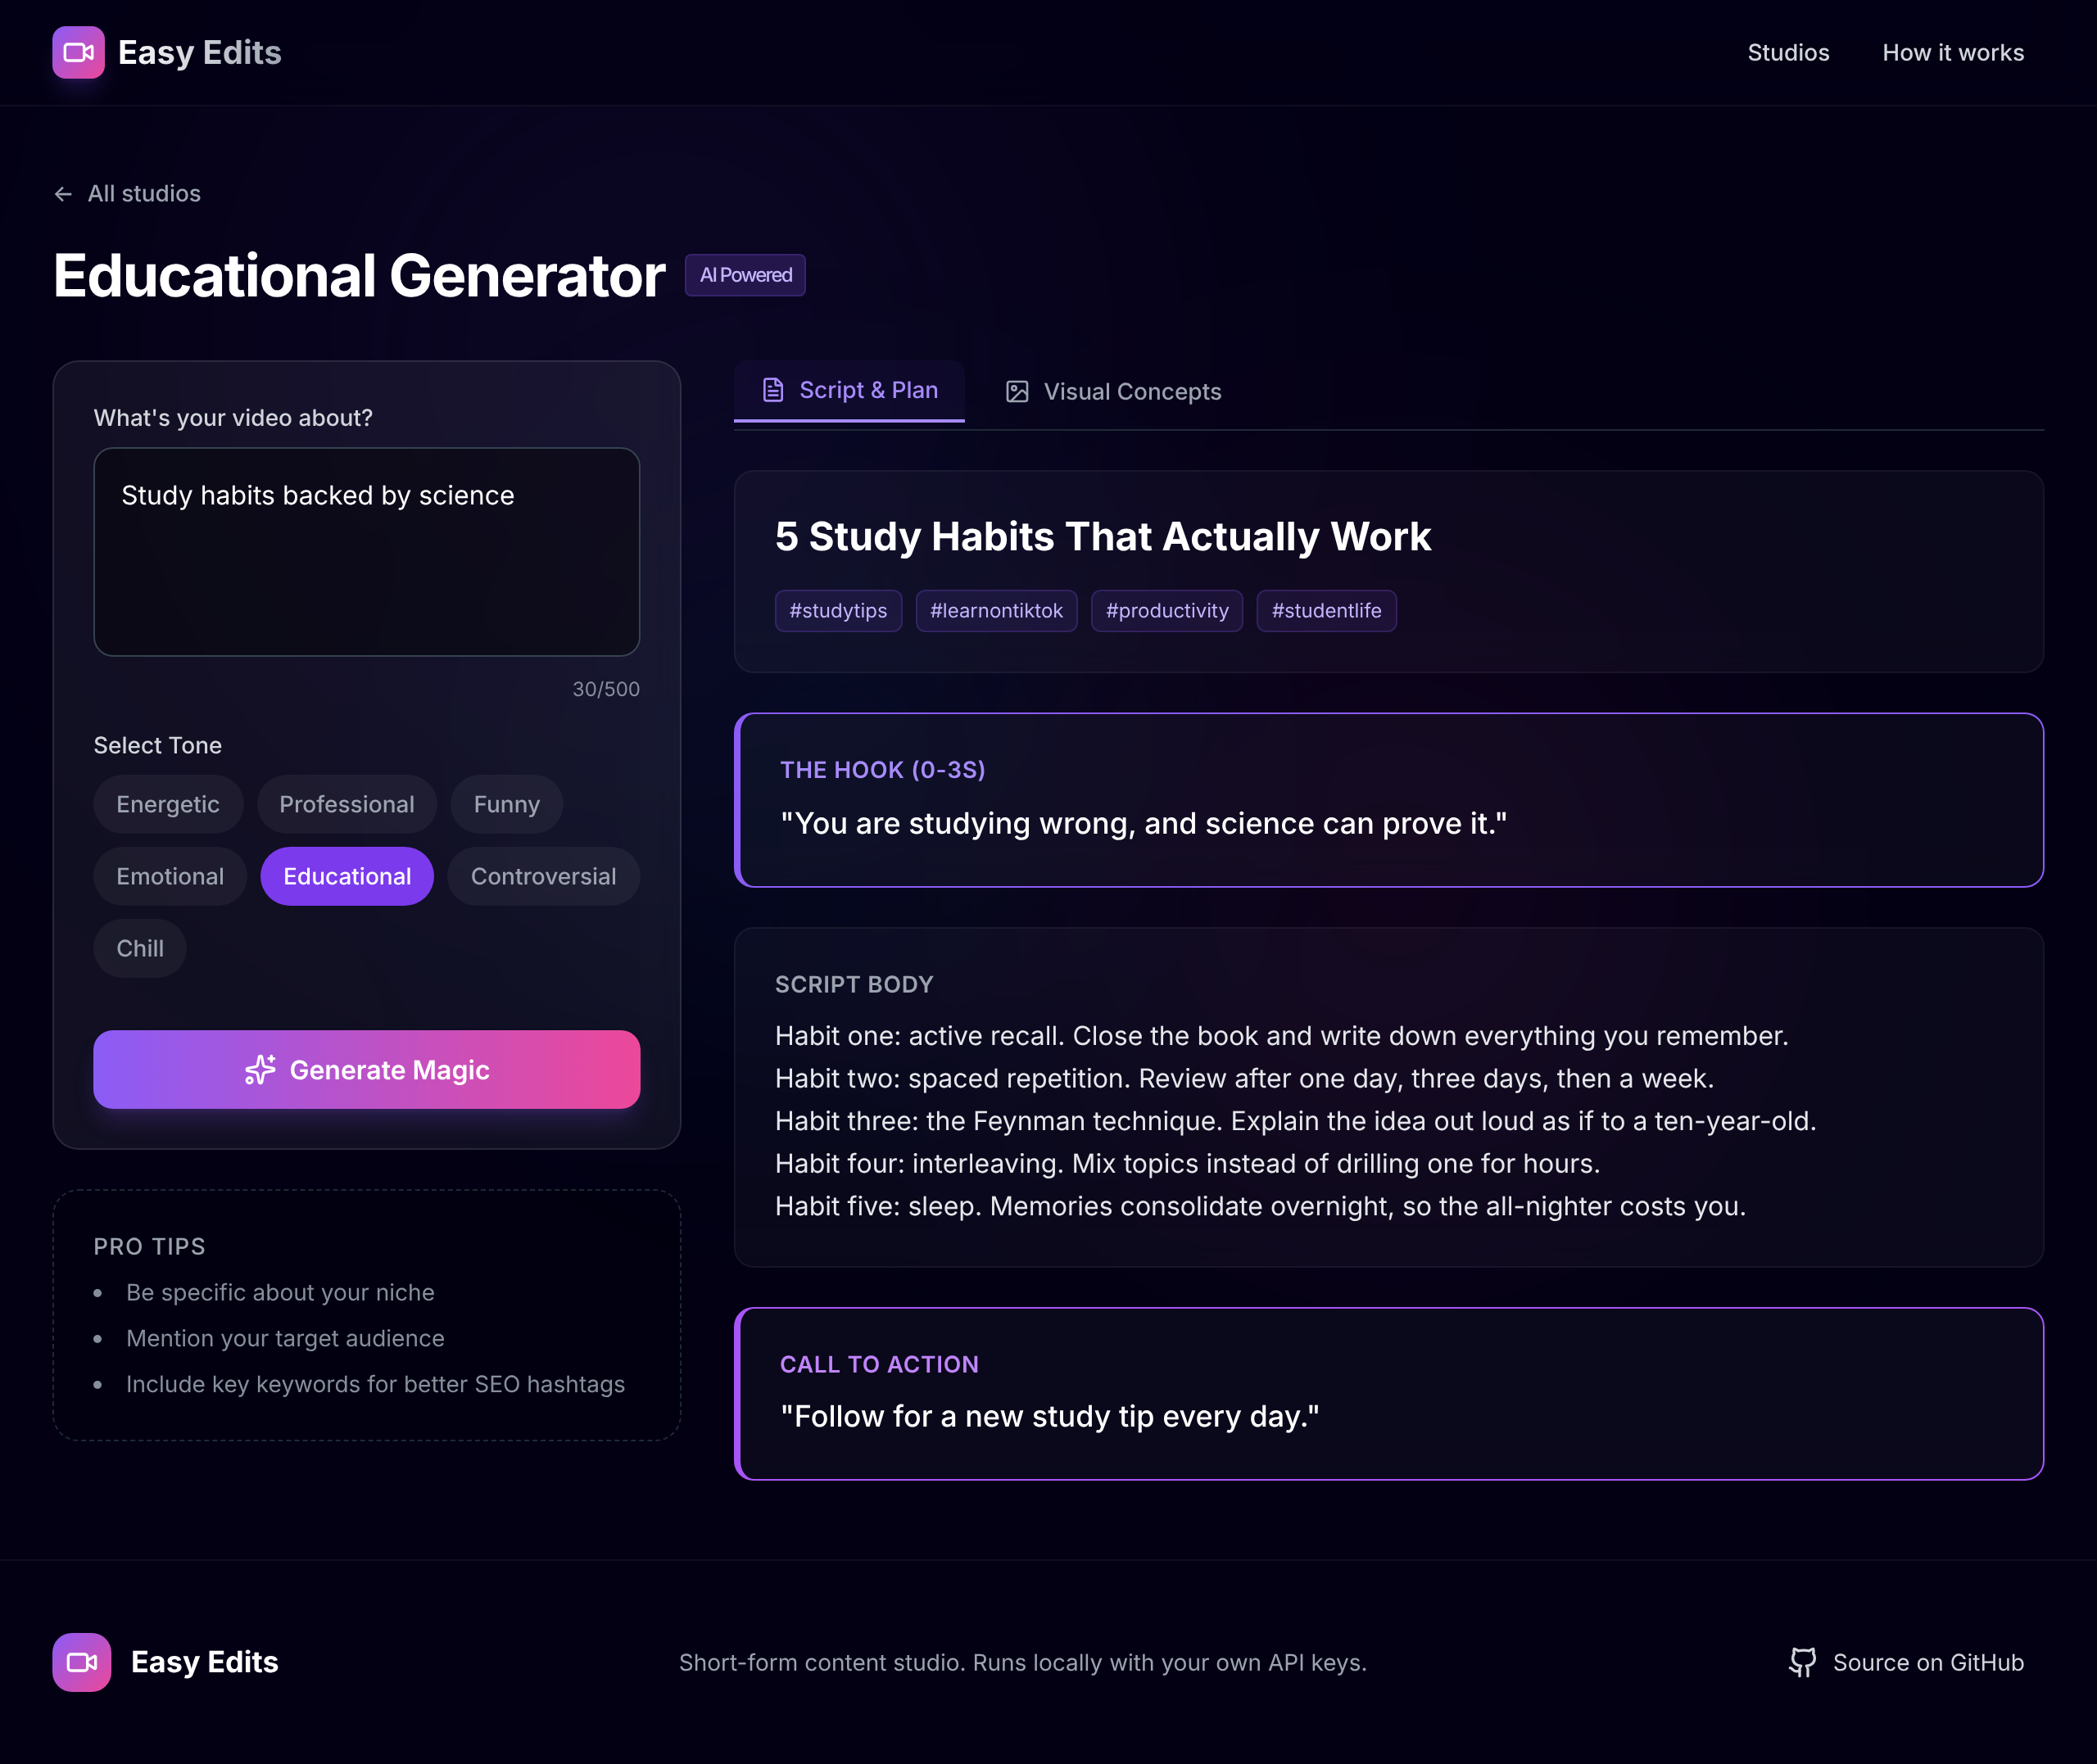 Easy Edits
Studios
How it works
All studios
Educational Generator
AI Powered
What's your video about?
Study habits backed by science
30/500
Select Tone
Energetic
Professional
Funny
Emotional
Educational
Controversial
Chill
Generate Magic
PRO TIPS
Be specific about your niche
Mention your target audience
Include key keywords for better SEO hashtags
Script & Plan
Visual Concepts
5 Study Habits That Actually Work
#studytips
#learnontiktok
#productivity
#studentlife
THE HOOK (0-3S)
"You are studying wrong, and science can prove it."
SCRIPT BODY
Habit one: active recall. Close the book and write down everything you remember.
Habit two: spaced repetition. Review after one day, three days, then a week.
Habit three: the Feynman technique. Explain the idea out loud as if to a ten-year-old.
Habit four: interleaving. Mix topics instead of drilling one for hours.
Habit five: sleep. Memories consolidate overnight, so the all-nighter costs you.
CALL TO ACTION
"Follow for a new study tip every day."
Easy Edits
Short-form content studio. Runs locally with your own API keys.
Source on GitHub